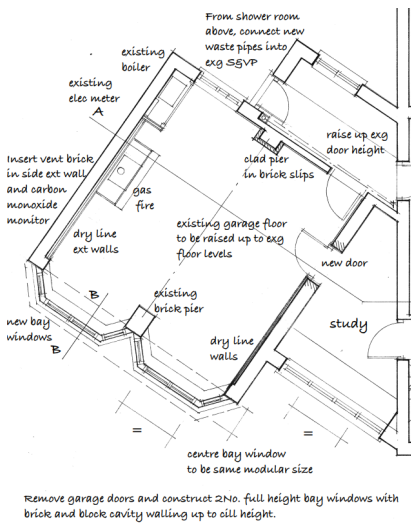 From shower room
above, connect new
waste pipes into
exg S&VP
existing
boiler
existing
elec meter
A
raise up exg
door height
clad pier
in brick slips
Insert vent brick
in side ext wall
and carbon
monoxide
monitor
gas
fire
dry line
ext walls
existing garage floor
to be raised up to exg
floor levels
new door
B
existing
brick pier
new bay
windows
B
study
dry line
walls
=
=
centre bay window
to be same modular size
Remove garage doors and construct 2No. full height bay windows with
brick and block cavity walling up to cill height.